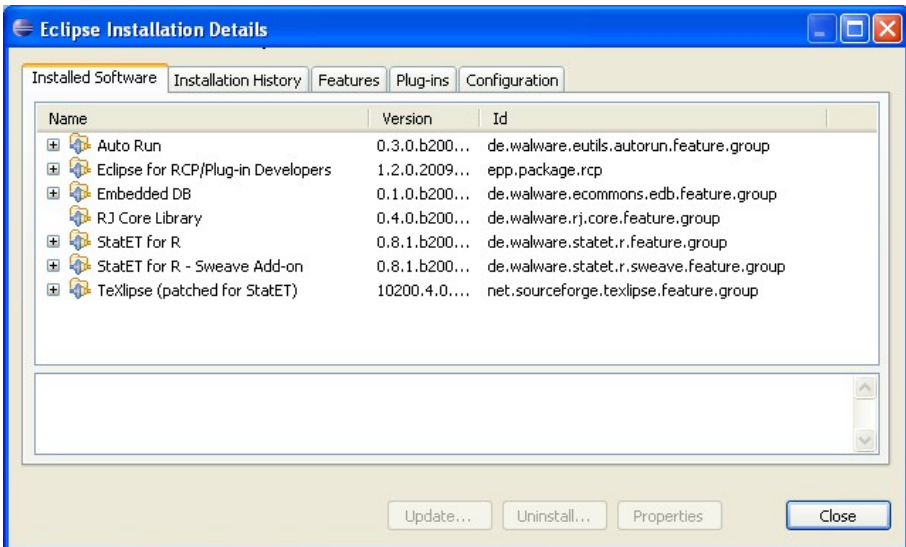 Eclipse Installation Details
Installed Software Installation History Features Plug-ins Configuration
Name Version Id
Auto Run 0.3.0.b200... de.walware.eutils.autorun.feature.group
Eclipse for RCP/Plug-in Developers 1.2.0.2009... epp.package.rcp
Embedded DB 0.1.0.b200... de.walware.ecommons.edb.feature.group
RJ Core Library 0.4.0.b200... de.walware.rj.core.feature.group
StatET for R 0.8.1.b200... de.walware.statet.r.feature.group
StatET for R - Sweave Add-on 0.8.1.b200... de.walware.statet.r.sweave.feature.group
TeXlipse (patched for StatET) 10200.4.0.... net.sourceforge.texlipse.feature.group
Update... Uninstall... Properties Close